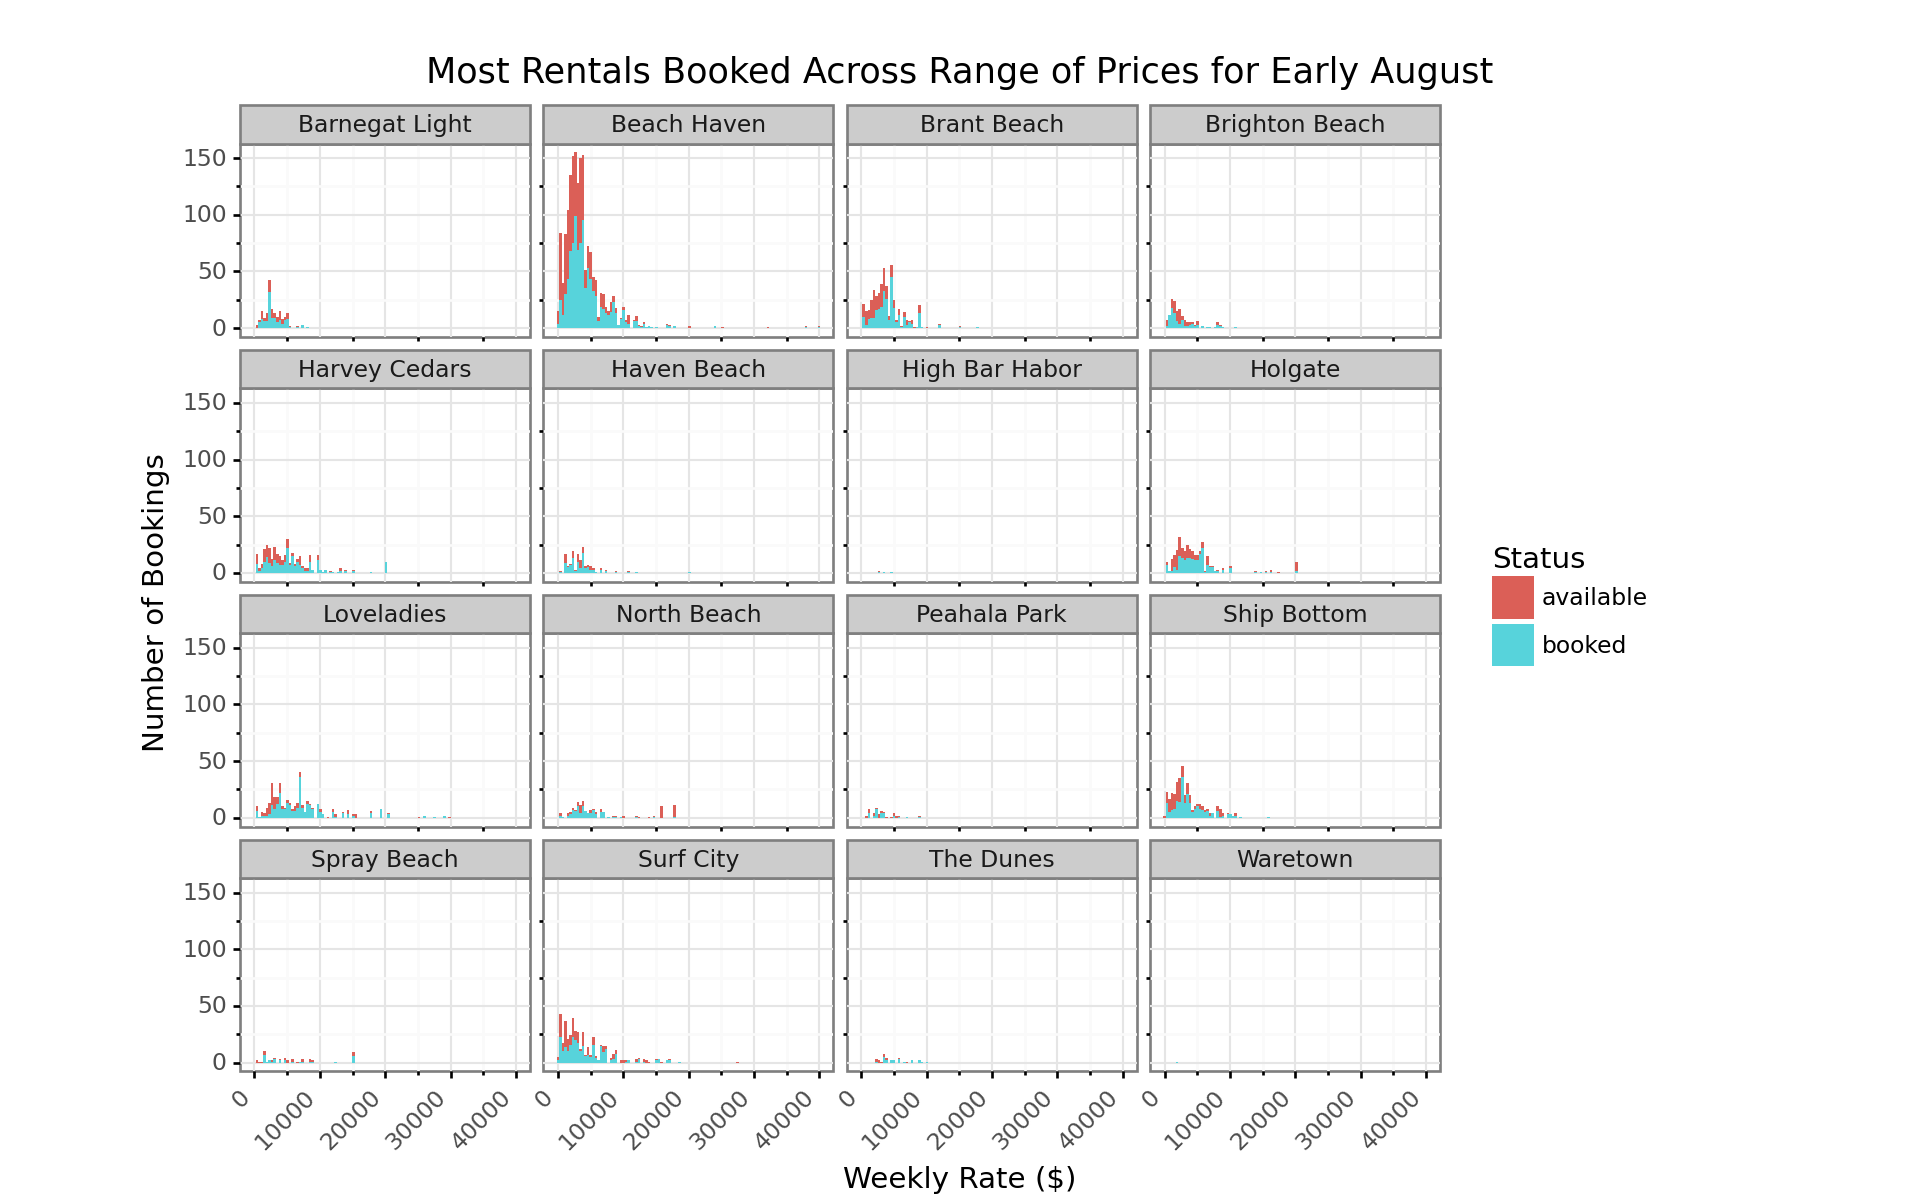 Most Rentals Booked Across Range of Prices for Early August
Barnegat Light Beach Haven Brant Beach Brighton Beach
150
100
50
0
Harvey Cedars Haven Beach High Bar Habor Holgate
150
100
50
0
Number of Bookings
Status
available
booked
Loveladies North Beach Peahala Park Ship Bottom
150
100
50
0
Spray Beach Surf City The Dunes Waretown
150
100
50
0
0 10000 20000 30000 40000 0 10000 20000 30000 40000 0 10000 20000 30000 40000 0 10000 20000 30000 40000
Weekly Rate ($)